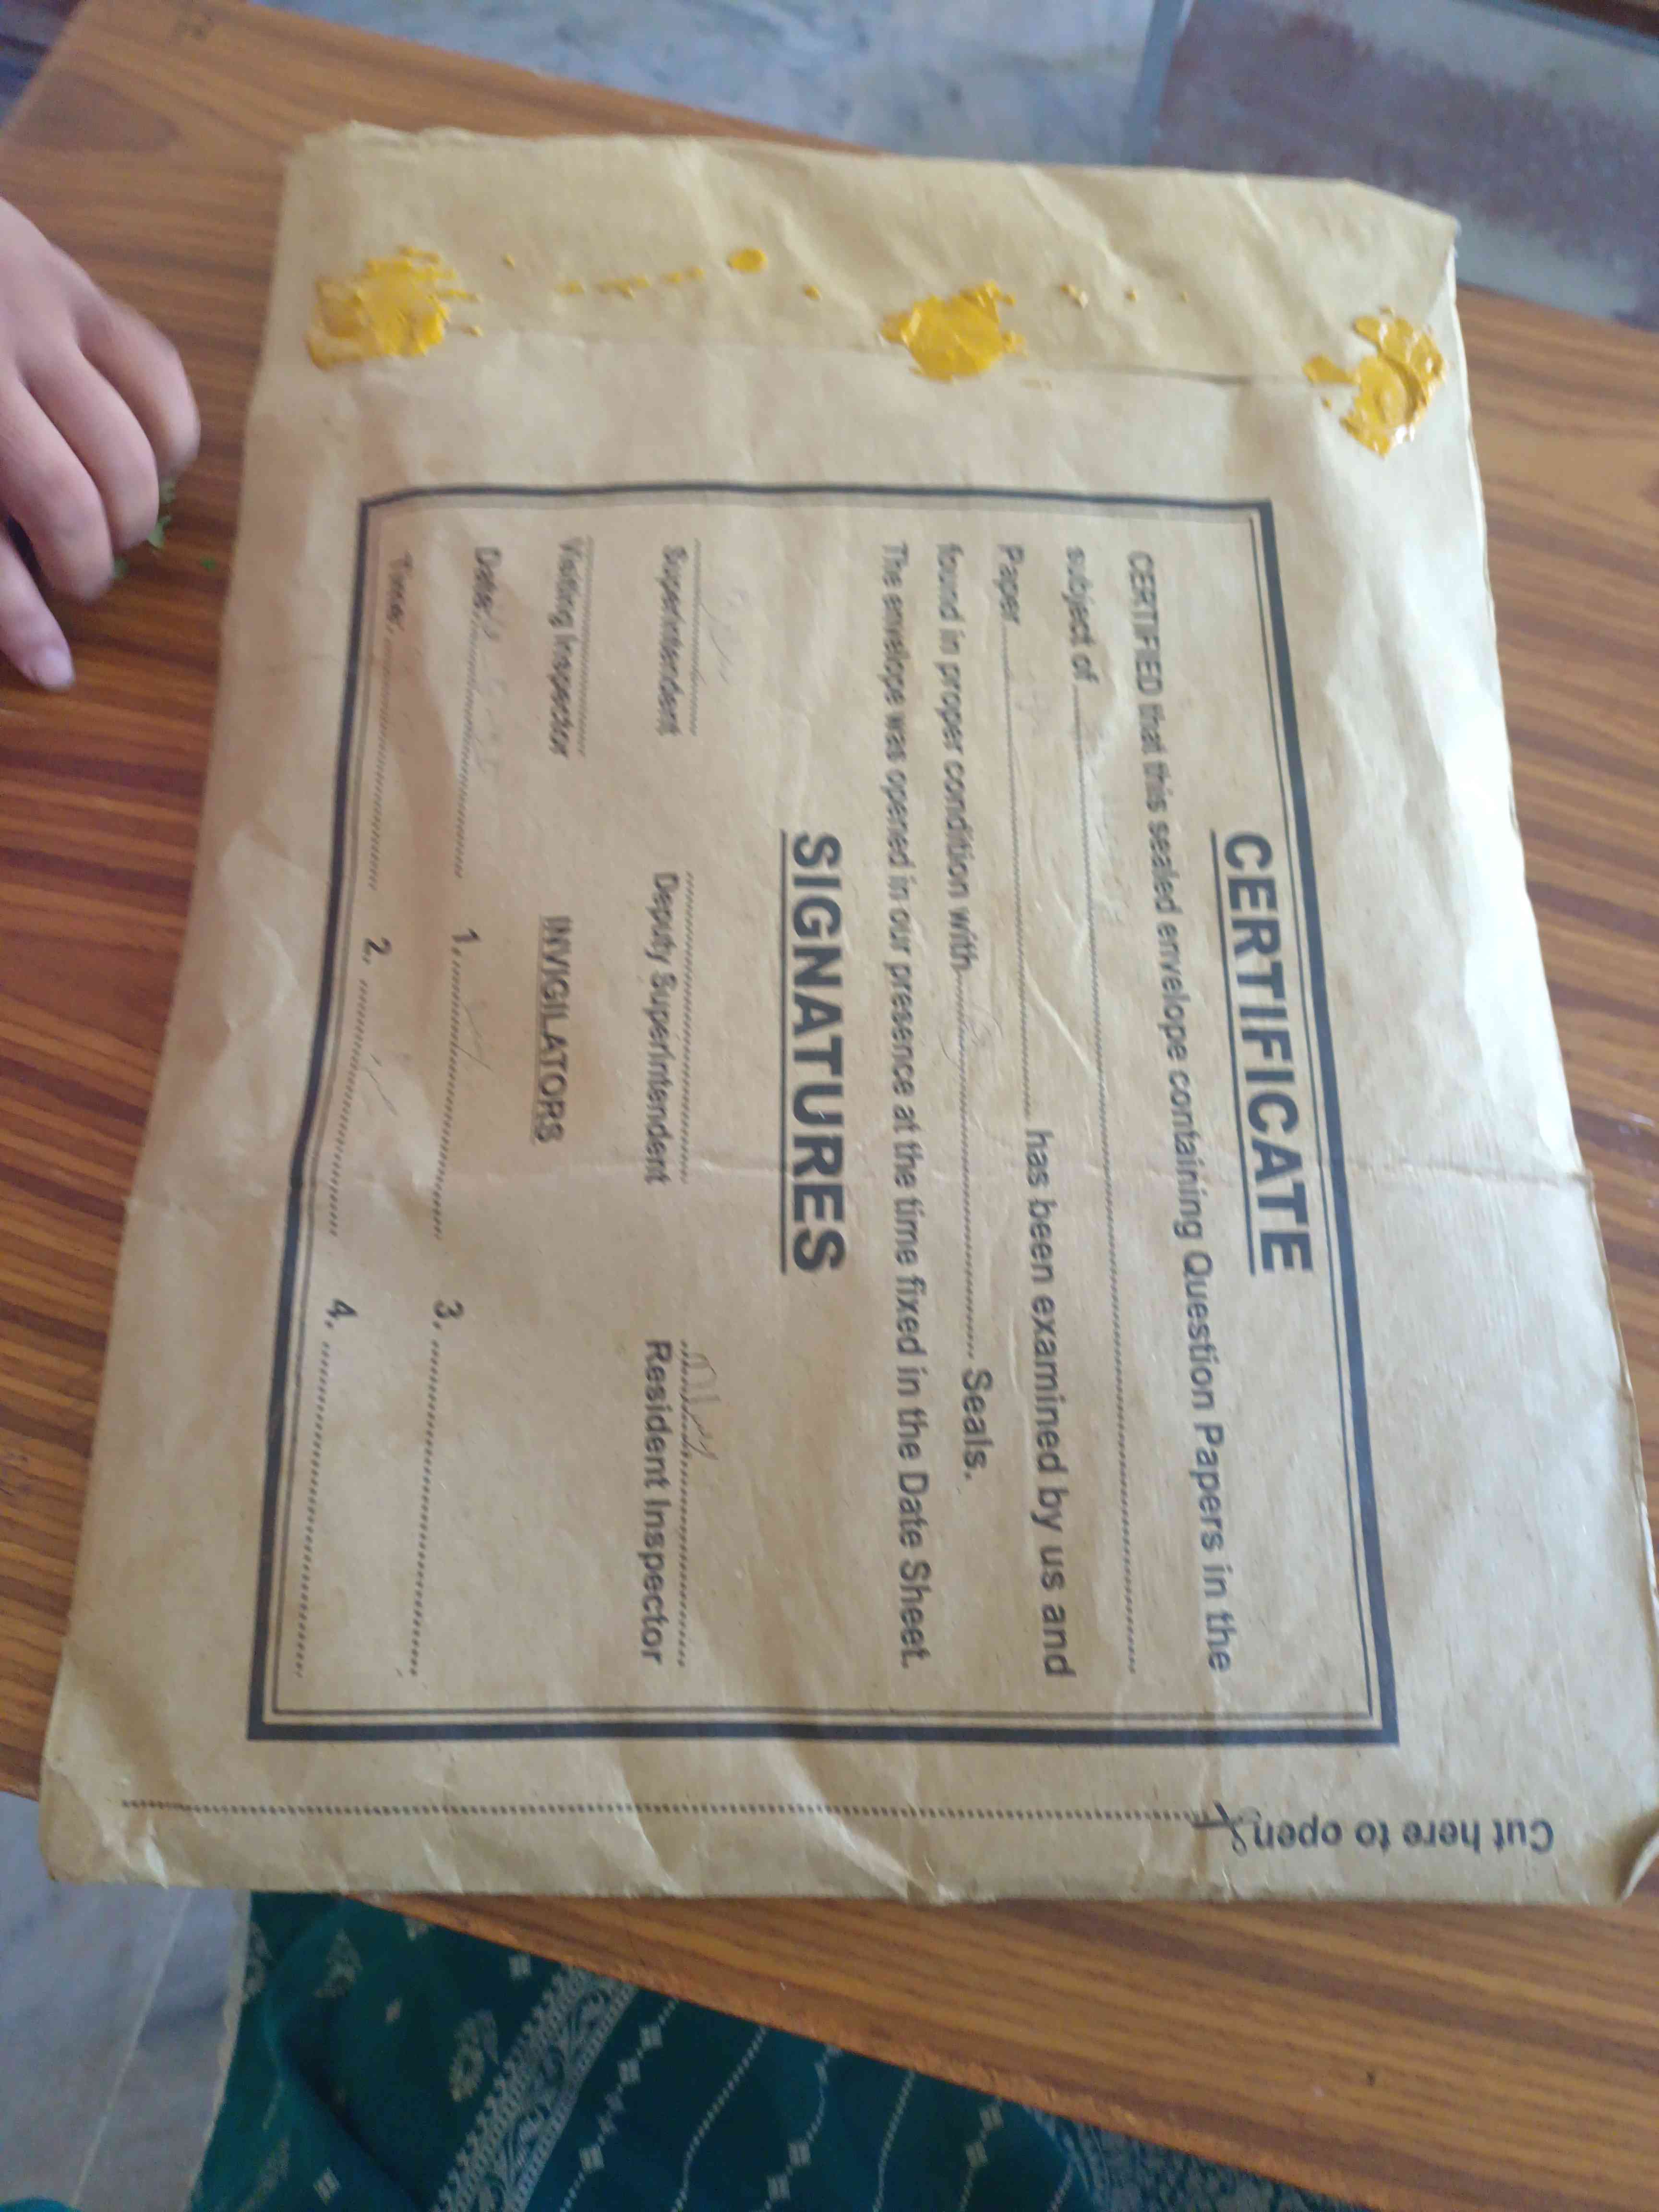 CERTIFICATE
CERTIFIED that this sealed envelope containing Question Papers in the
subject of ........................................
Paper........................................ has been examined by us and
found in proper condition with........................................ Seals.
The envelope was opened in our presence at the time fixed in the Date Sheet.
SIGNATURES
Superintendent Deputy Superintendent Resident Inspector
Visiting Inspector INVIGILATORS
Date:.............................. 1............................... 3...............................
Time:.............................. 2. .............................. 4. ..............................
Cut here to open